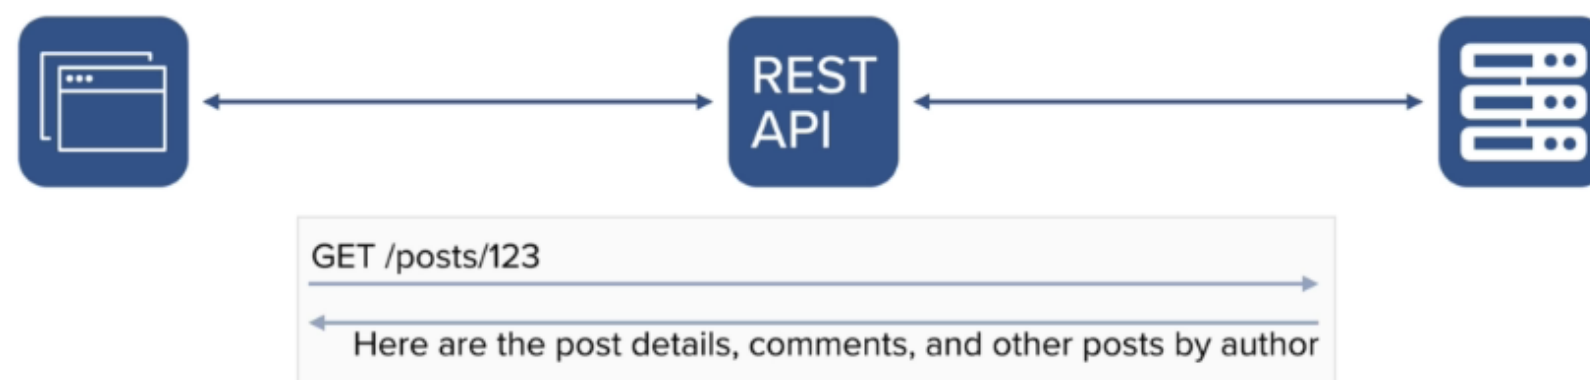 REST
API
GET /posts/123
Here are the post details, comments, and other posts by author